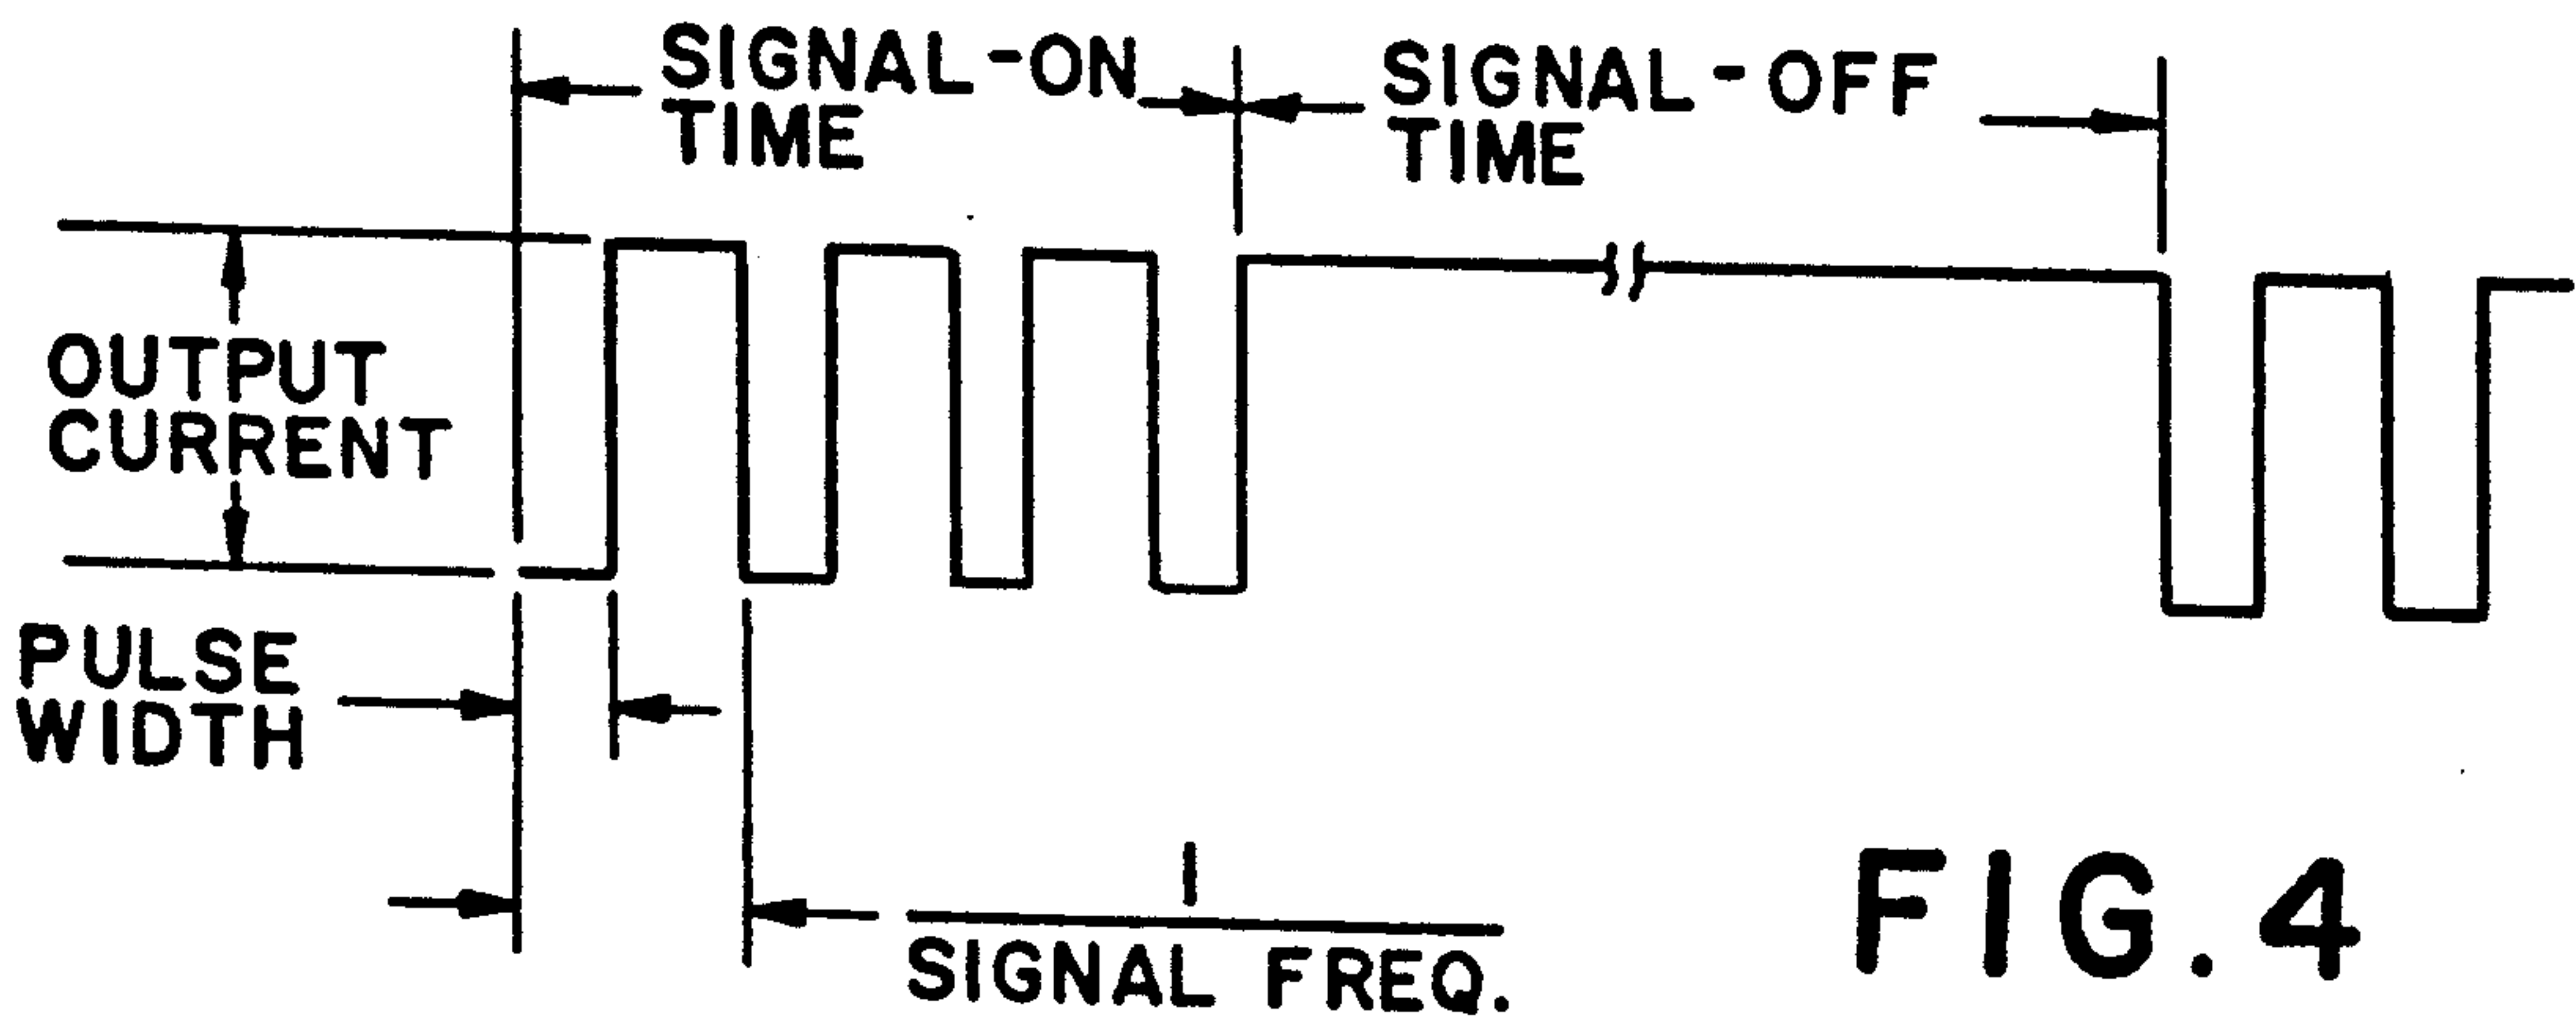 SIGNAL-ON
TIME
SIGNAL-OFF
TIME
OUTPUT
CURRENT
PULSE
WIDTH
1
SIGNAL FREQ.
FIG.4